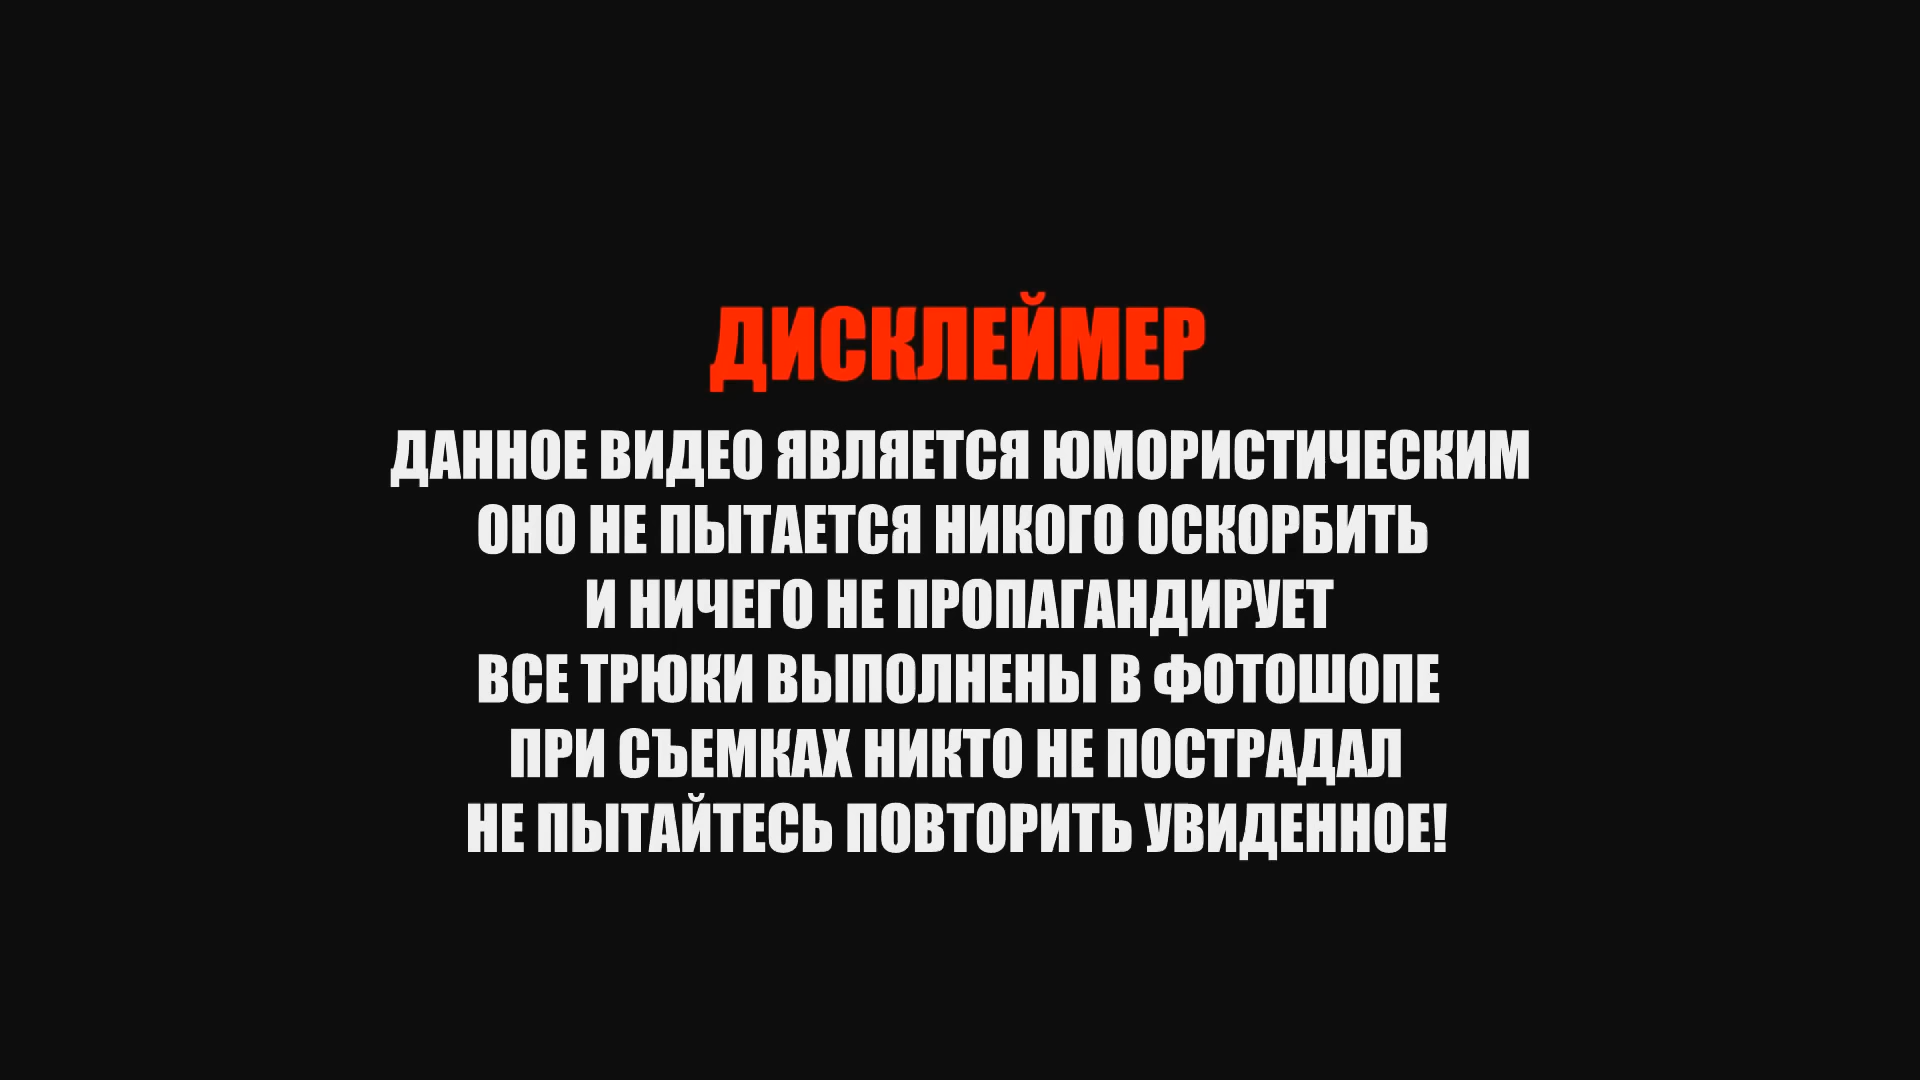 ДИСКЛЕЙМЕР
ДАННОЕ ВИДЕО ЯВЛЯЕТСЯ ЮМОРИСТИЧЕСКИМ
ОНО НЕ ПЫТАЕТСЯ НИКОГО ОСКОРБИТЬ
И НИЧЕГО НЕ ПРОПАГАНДИРУЕТ
ВСЕ ТРЮКИ ВЫПОЛНЕНЫ В ФОТОШОПЕ
ПРИ СЪЕМКАХ НИКТО НЕ ПОСТРАДАЛ
НЕ ПЫТАЙТЕСЬ ПОВТОРИТЬ УВИДЕННОЕ!